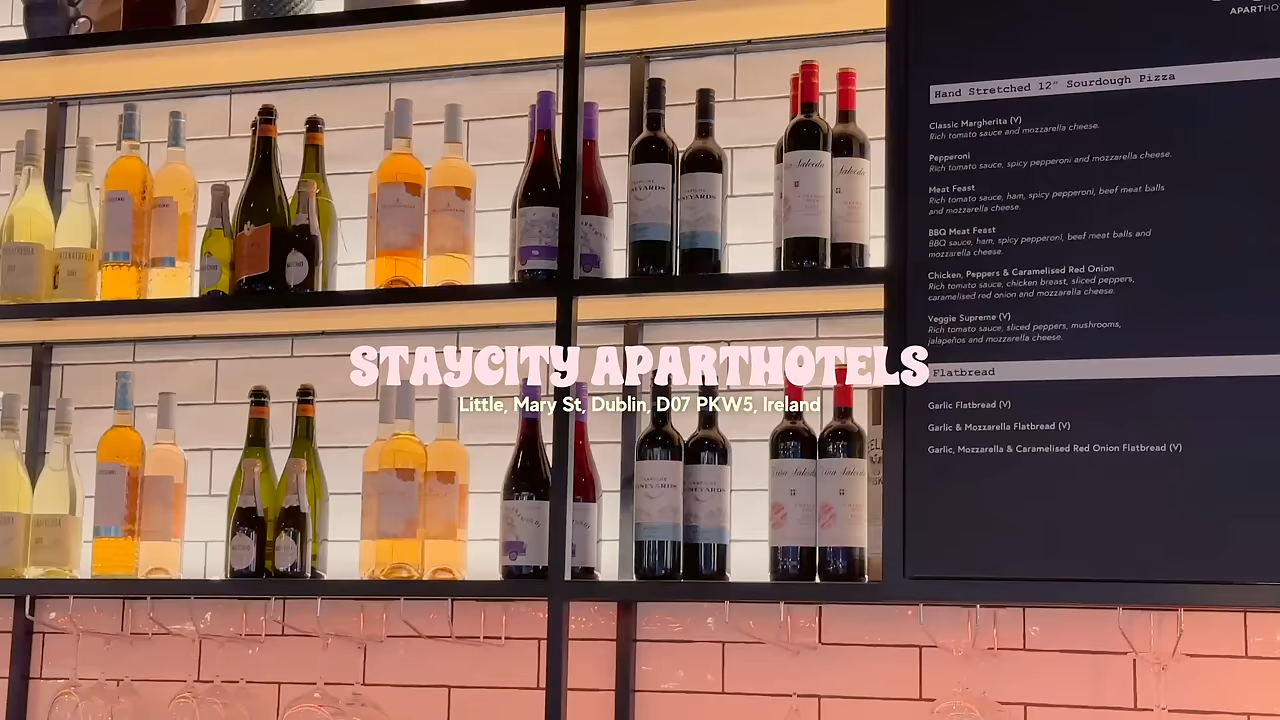 APARTHO
Hand Stretched 12" Sourdough Pizza
Classic Margherita (V)
Rich tomato sauce and mozzarella cheese.
Pepperoni
Rich tomato sauce, spicy pepperoni and mozzarella cheese.
Meat Feast
Rich tomato sauce, ham, spicy pepperoni, beef meat balls
and mozzarella cheese.
BBQ Meat Feast
BBQ sauce, ham, spicy pepperoni, beef meat balls and
mozzarella cheese.
Chicken, Peppers & Caramelised Red Onion
Rich tomato sauce, chicken breast, sliced peppers,
caramelised red onion and mozzarella cheese.
Veggie Supreme (V)
Rich tomato sauce, sliced peppers, mushrooms,
jalapeños and mozzarella cheese.
Flatbread
Garlic Flatbread (V)
Garlic & Mozzarella Flatbread (V)
Garlic, Mozzarella & Caramelised Red Onion Flatbread (V)
STAYCITY APARTHOTELS
Little, Mary St, Dublin, D07 PKW5, Ireland